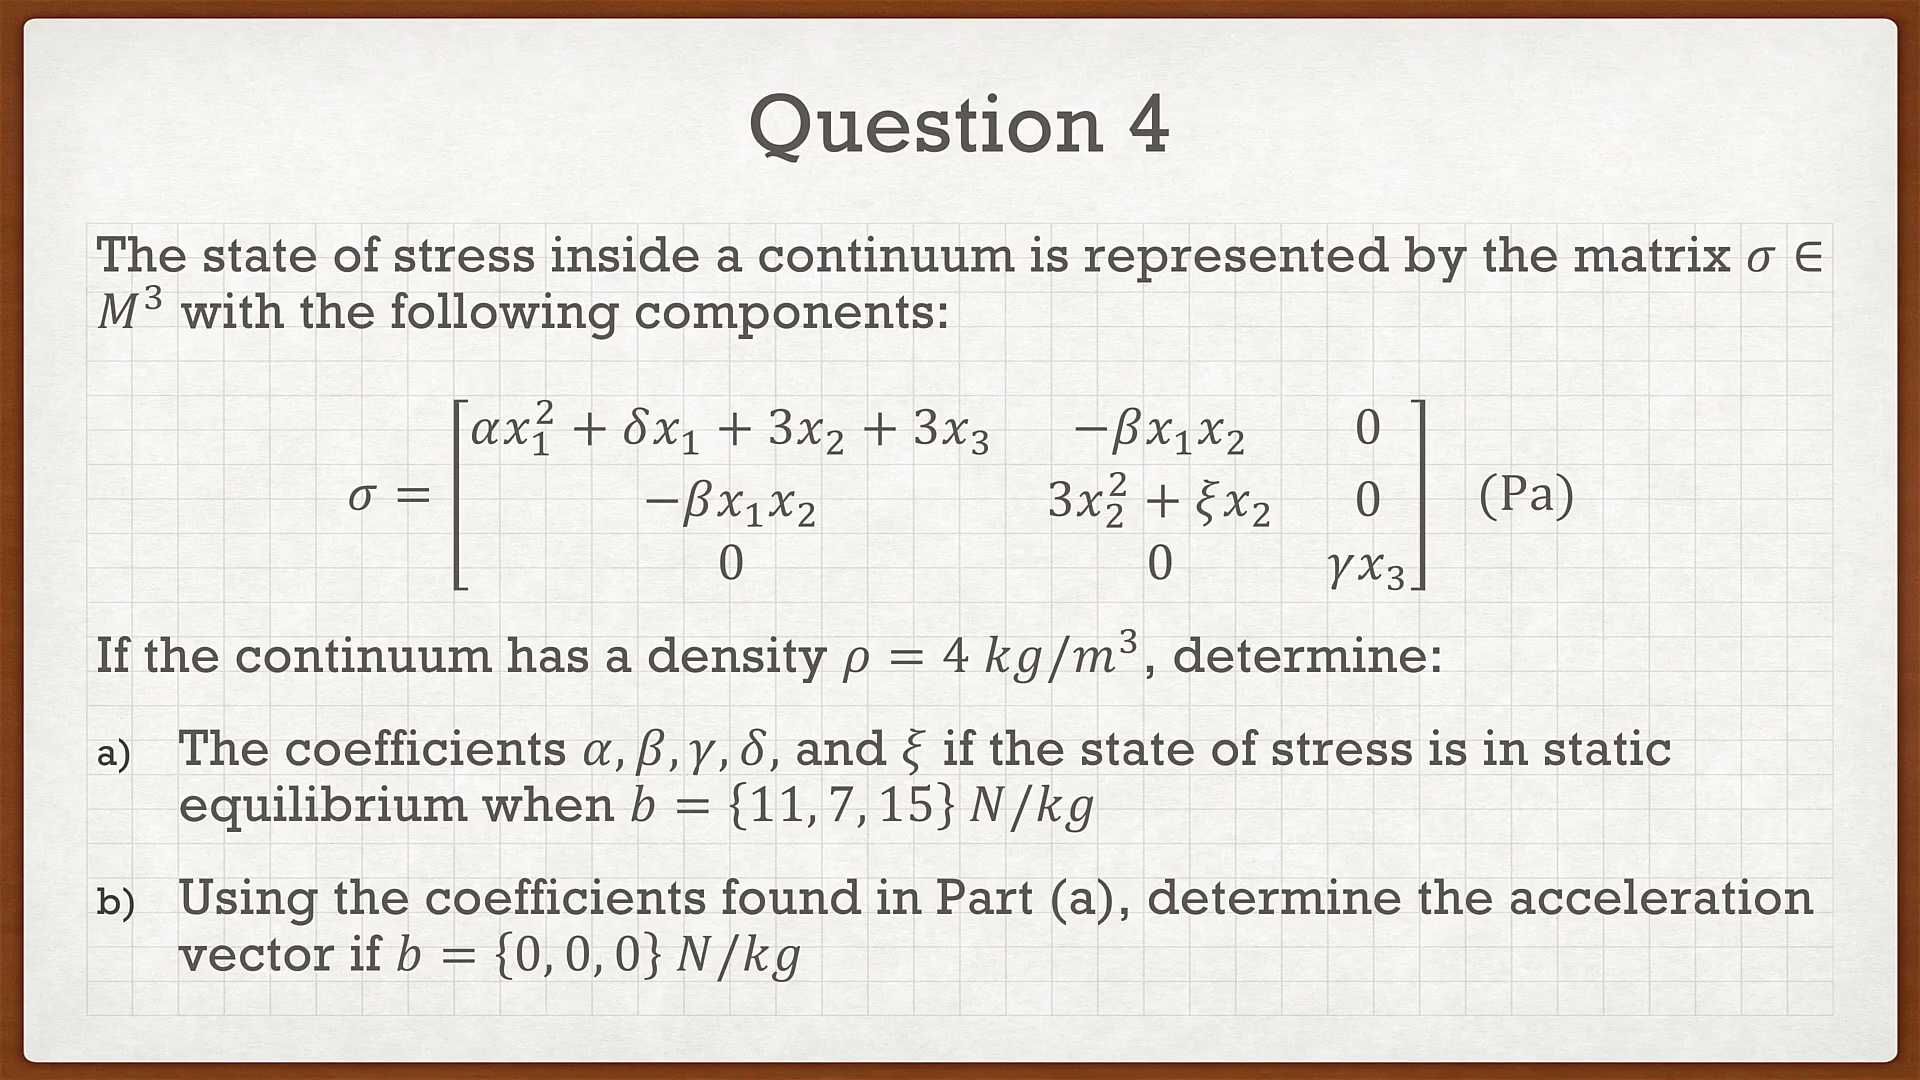 Question 4
The state of stress inside a continuum is represented by the matrix σ ∈
M³ with the following components:
σ = [αx₁² + δx₁ + 3x₂ + 3x₃ −βx₁x₂ 0
−βx₁x₂ 3x₂² + ξx₂ 0
0 0 γx₃] (Pa)
If the continuum has a density ρ = 4 kg/m³, determine:
a) The coefficients α, β, γ, δ, and ξ if the state of stress is in static
equilibrium when b = {11, 7, 15} N/kg
b) Using the coefficients found in Part (a), determine the acceleration
vector if b = {0, 0, 0} N/kg